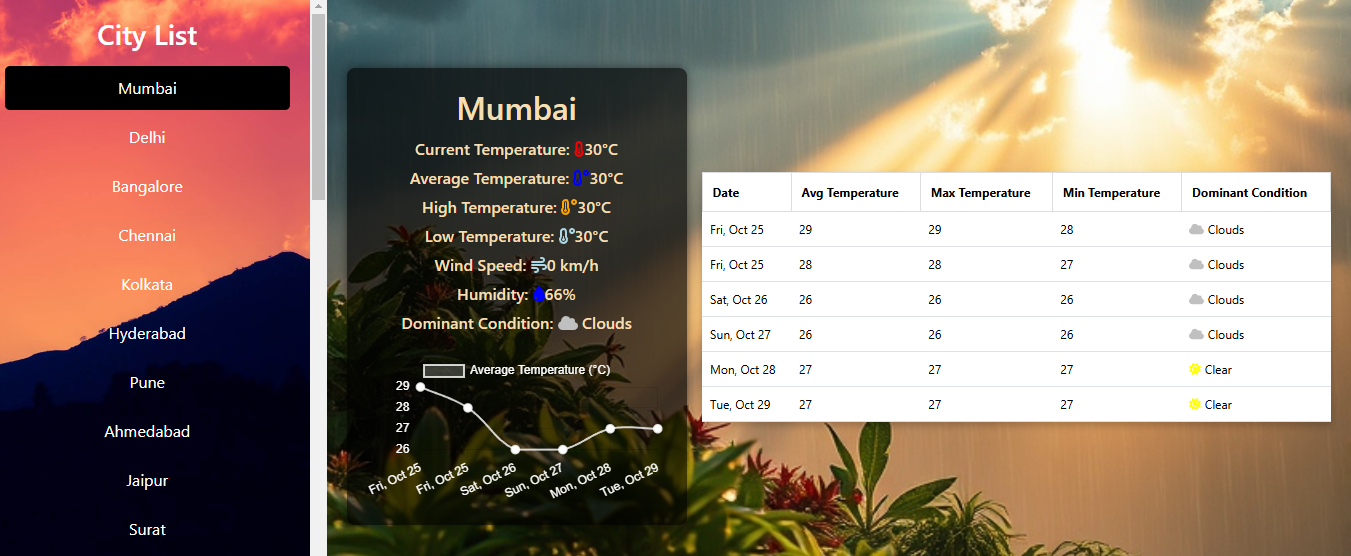 City List
Mumbai
Delhi
Bangalore
Chennai
Kolkata
Hyderabad
Pune
Ahmedabad
Jaipur
Surat
Mumbai
Current Temperature: 30°C
Average Temperature: 30°C
High Temperature: 30°C
Low Temperature: 30°C
Wind Speed: 0 km/h
Humidity: 66%
Dominant Condition: Clouds
Average Temperature (°C)
29
28
27
26
Fri, Oct 25
Fri, Oct 25
Sat, Oct 26
Sun, Oct 27
Mon, Oct 28
Tue, Oct 29
Date Avg Temperature Max Temperature Min Temperature Dominant Condition
Fri, Oct 25 29 29 28 Clouds
Fri, Oct 25 28 28 27 Clouds
Sat, Oct 26 26 26 26 Clouds
Sun, Oct 27 26 26 26 Clouds
Mon, Oct 28 27 27 27 Clear
Tue, Oct 29 27 27 27 Clear